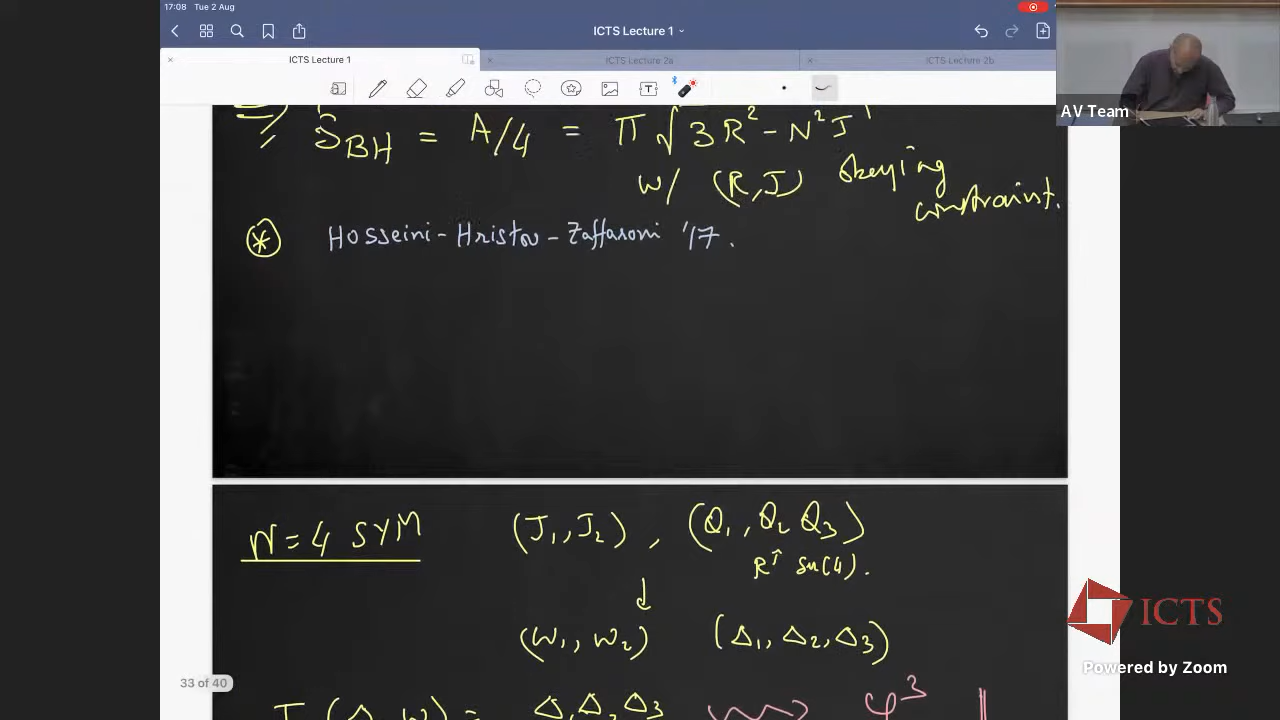 17:08 Tue 2 Aug
ICTS Lecture 1
ICTS Lecture 1
ICTS Lecture 2a
ICTS Lecture 2b
AV Team
S_BH = A/4 = π √3R² - N²J
w/ (R,J) obeying constraint.
* Hosseini - Hristov - Zaffaroni '17.
N=4 SYM (J₁,J₂), (Q₁, Q₂ Q₃)
R ↑ SU(4).
↓
(ω₁, ω₂) (Δ₁, Δ₂, Δ₃)
Δ₁Δ₂Δ₃ φ³
33 of 40
ICTS
Powered by Zoom